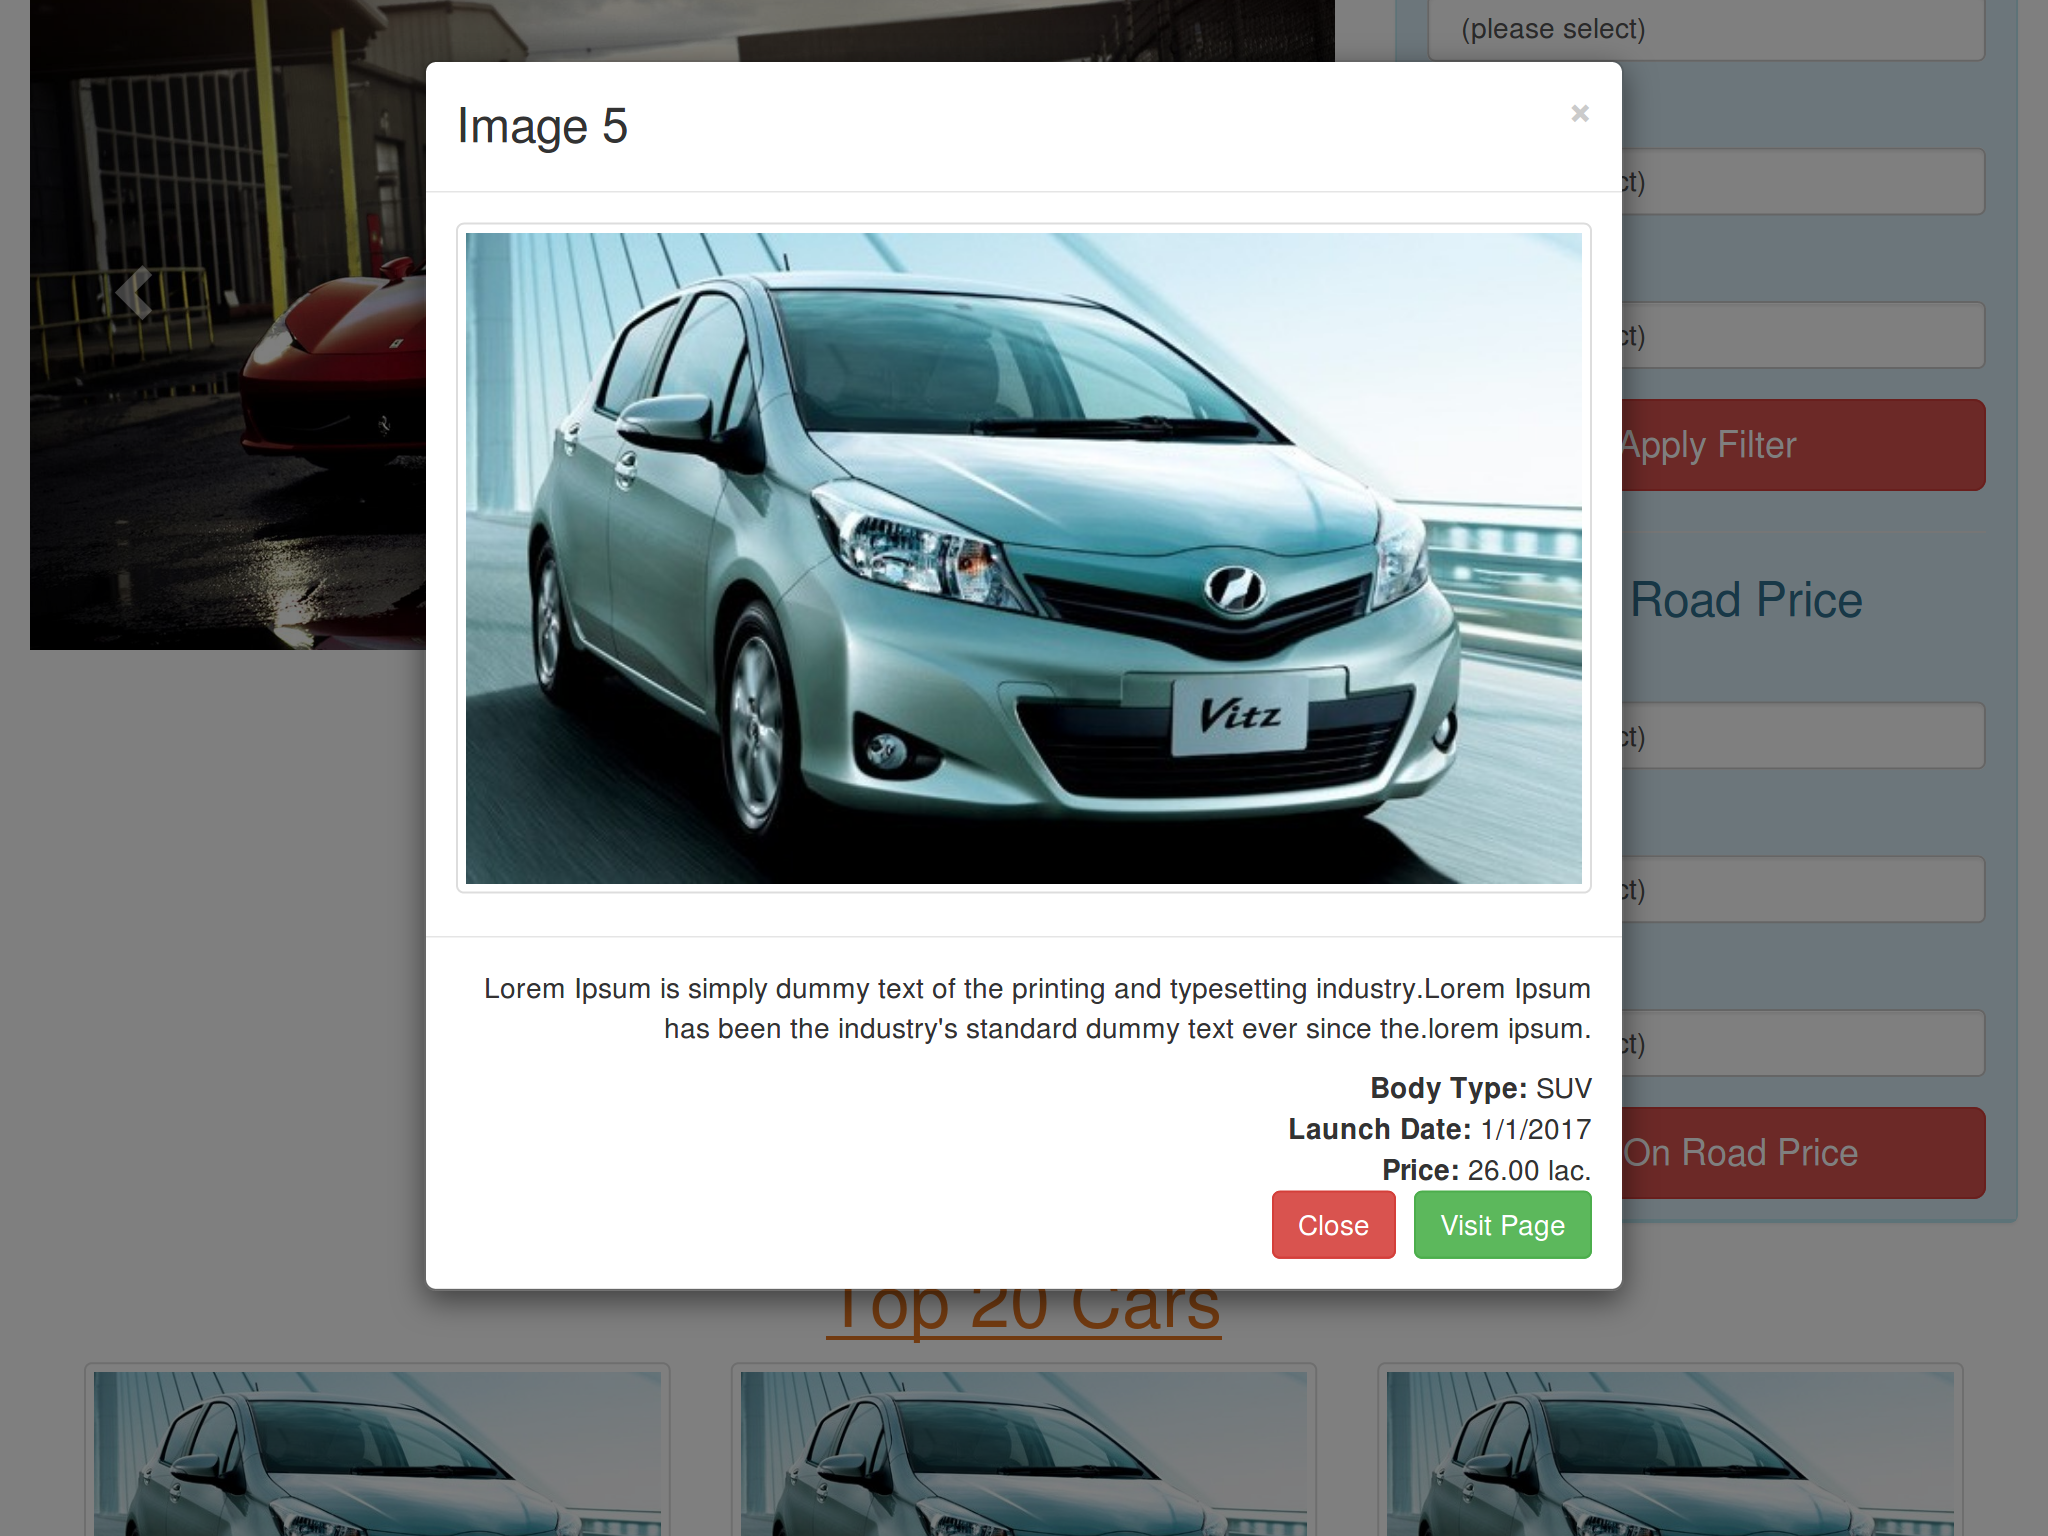 (please select)
Image 5
×
ct)
ct)
Apply Filter
Road Price
Vitz
ct)
ct)
Lorem Ipsum is simply dummy text of the printing and typesetting industry.Lorem Ipsum
has been the industry's standard dummy text ever since the.lorem ipsum.
ct)
Body Type: SUV
Launch Date: 1/1/2017
Price: 26.00 lac.
On Road Price
Close
Visit Page
Top 20 Cars